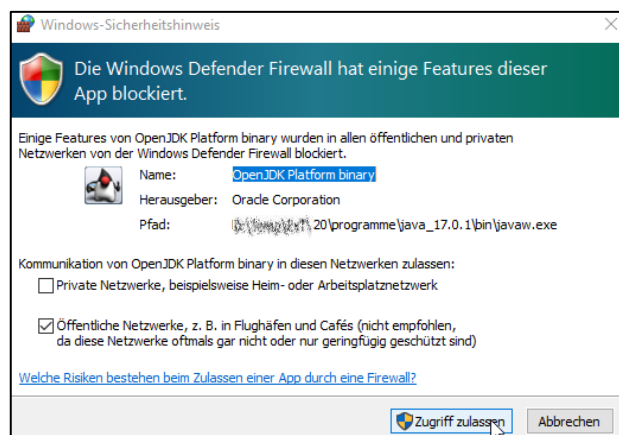 Windows-Sicherheitshinweis
Die Windows Defender Firewall hat einige Features dieser
App blockiert.
Einige Features von OpenJDK Platform binary wurden in allen öffentlichen und privaten
Netzwerken von der Windows Defender Firewall blockiert.
Name: OpenJDK Platform binary
Herausgeber: Oracle Corporation
Pfad: 20\programme\java_17.0.1\bin\javaw.exe
Kommunikation von OpenJDK Platform binary in diesen Netzwerken zulassen:
Private Netzwerke, beispielsweise Heim- oder Arbeitsplatznetzwerk
Öffentliche Netzwerke, z. B. in Flughäfen und Cafés (nicht empfohlen,
da diese Netzwerke oftmals gar nicht oder nur geringfügig geschützt sind)
Welche Risiken bestehen beim Zulassen einer App durch eine Firewall?
Zugriff zulassen Abbrechen